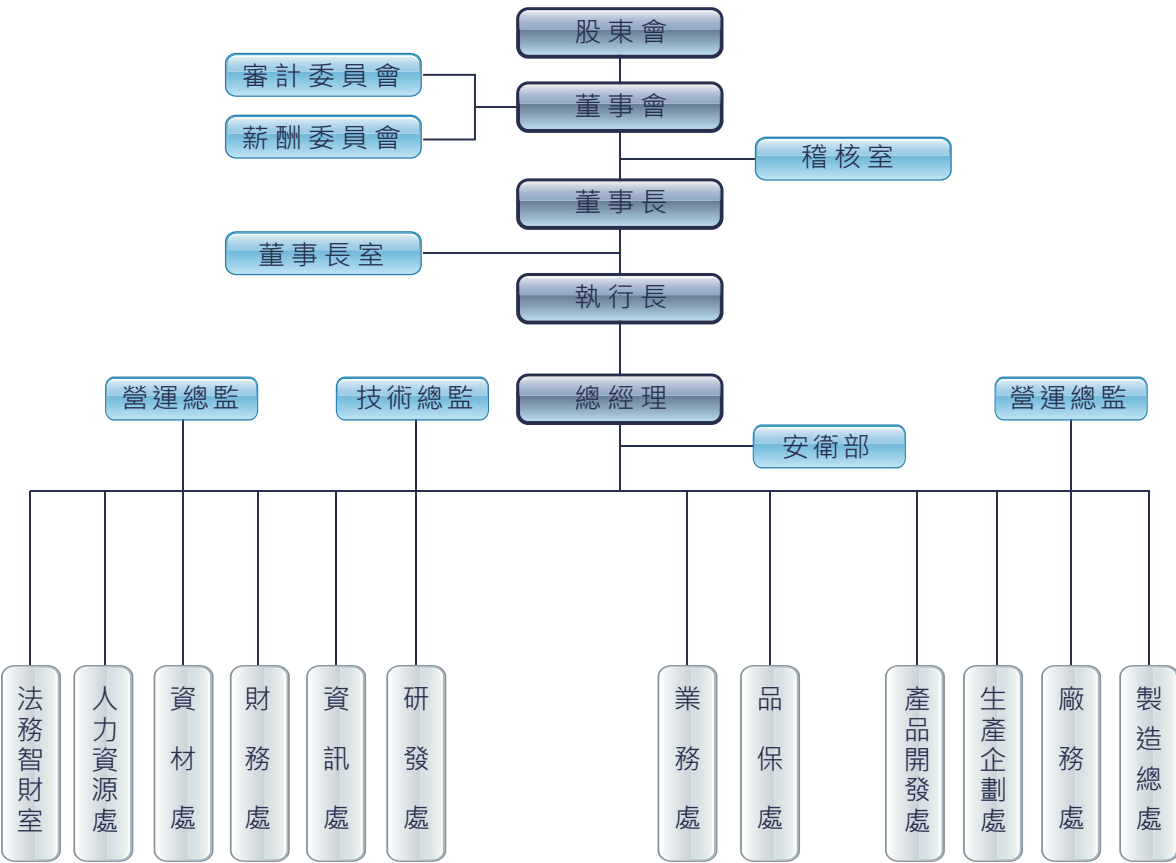 股東會
審計委員會
董事會
薪酬委員會
稽核室
董事長
董事長室
執行長
營運總監
技術總監
總經理
營運總監
安衛部
法務智財室
人力資源處
資材處
財務處
資訊處
研發處
業務處
品保處
產品開發處
生產企劃處
廠務處
製造總處